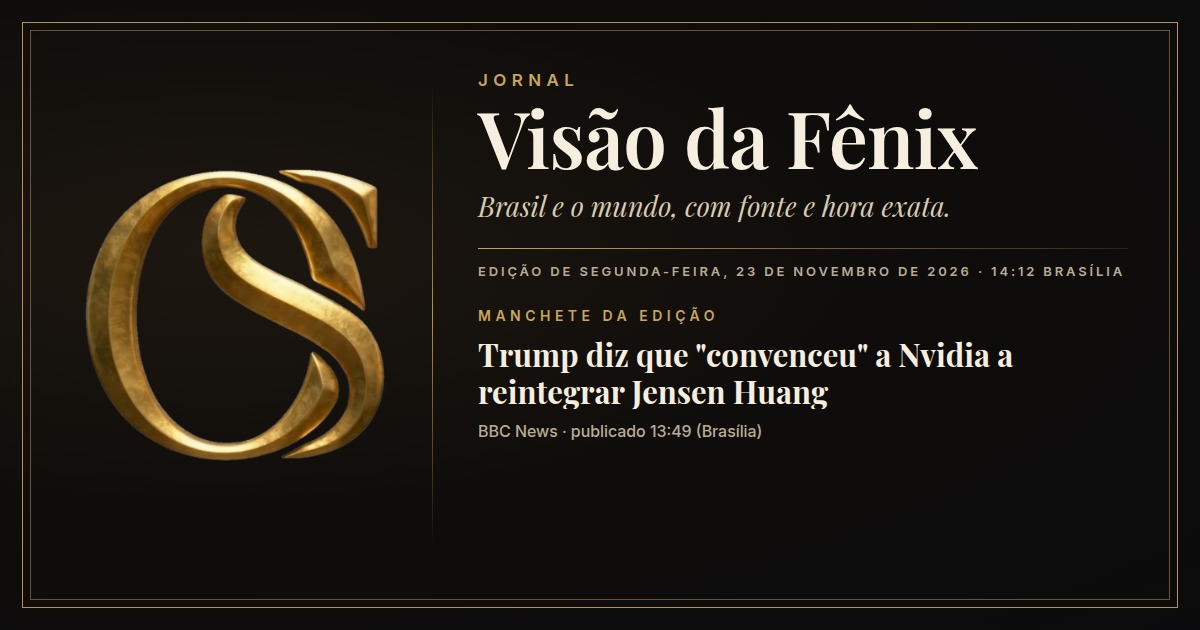 JORNAL
Visão da Fênix
Brasil e o mundo, com fonte e hora exata.
EDIÇÃO DE SEGUNDA-FEIRA, 23 DE NOVEMBRO DE 2026 · 14:12 BRASÍLIA
MANCHETE DA EDIÇÃO
Trump diz que "convenceu" a Nvidia a
reintegrar Jensen Huang
BBC News · publicado 13:49 (Brasília)